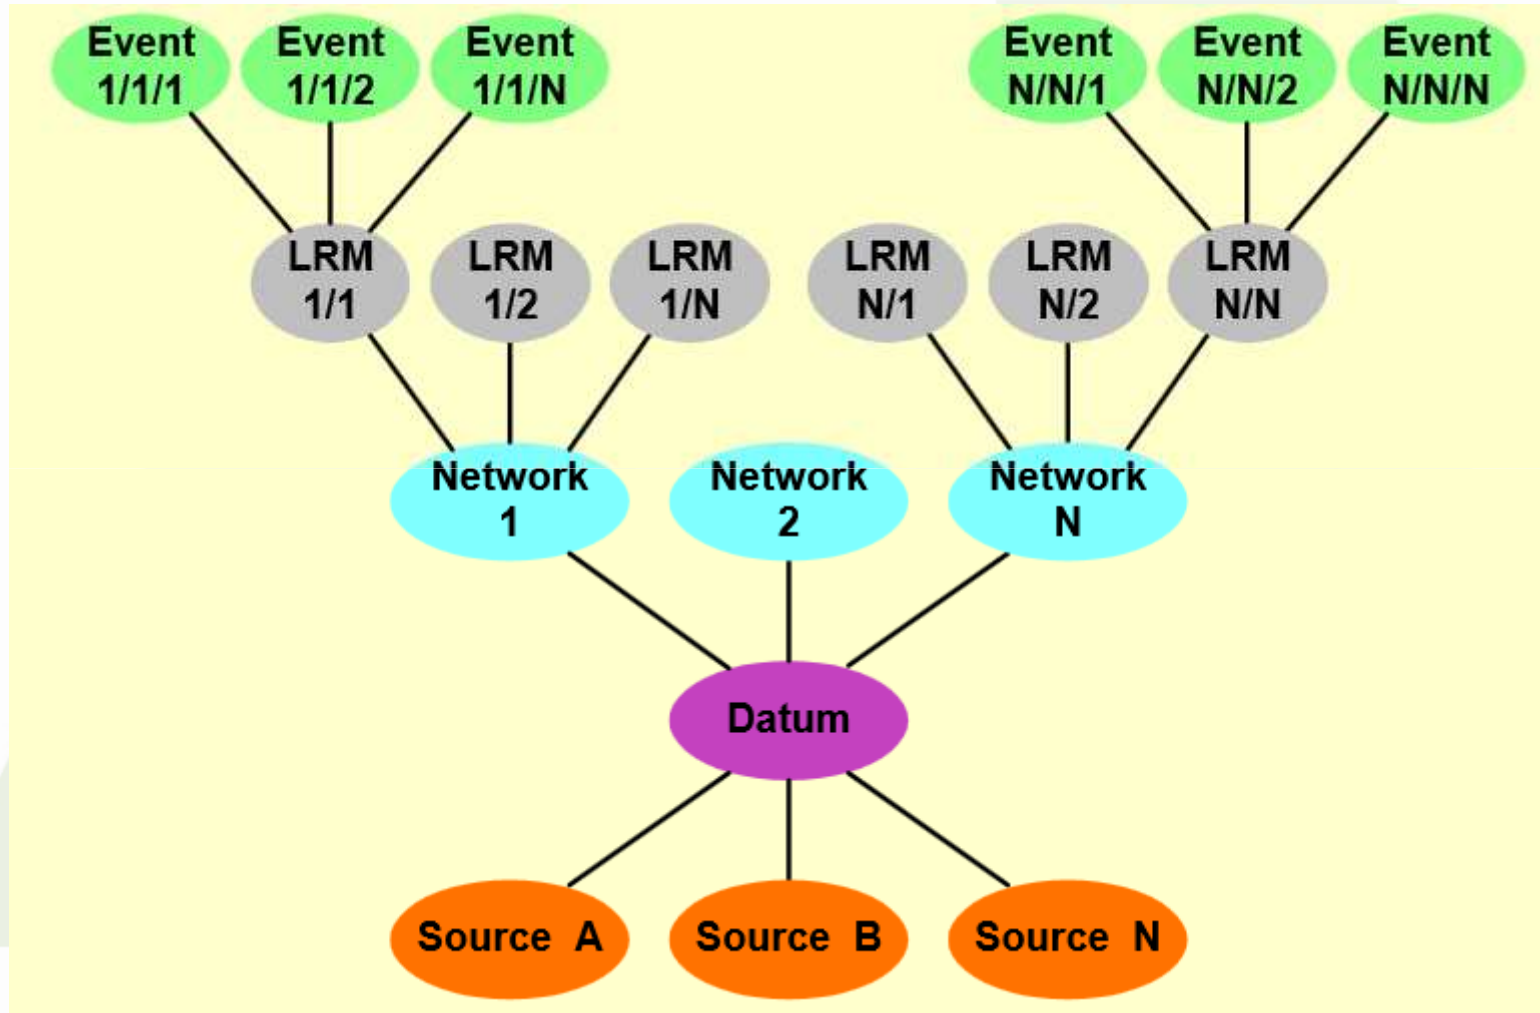 Event
1/1/1
Event
1/1/2
Event
1/1/N
Event
N/N/1
Event
N/N/2
Event
N/N/N
LRM
1/1
LRM
1/2
LRM
1/N
LRM
N/1
LRM
N/2
LRM
N/N
Network
1
Network
2
Network
N
Datum
Source A
Source B
Source N